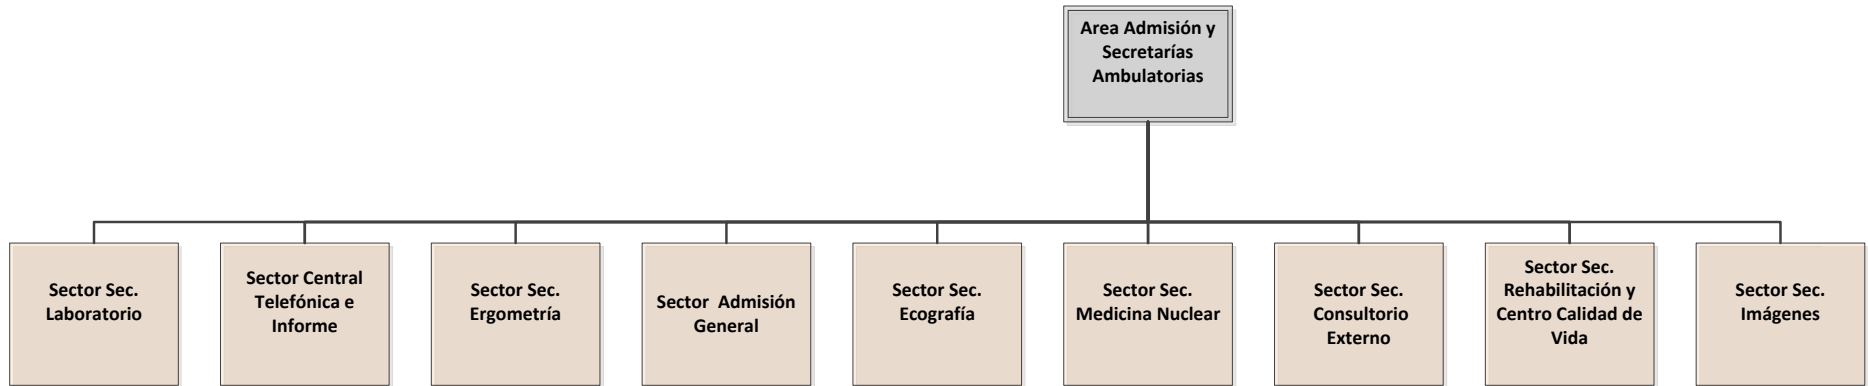 Area Admisión y
Secretarías
Ambulatorias
Sector Sec.
Laboratorio
Sector Central
Telefónica e
Informe
Sector Sec.
Ergometría
Sector Admisión
General
Sector Sec.
Ecografía
Sector Sec.
Medicina Nuclear
Sector Sec.
Consultorio
Externo
Sector Sec.
Rehabilitación y
Centro Calidad de
Vida
Sector Sec.
Imágenes